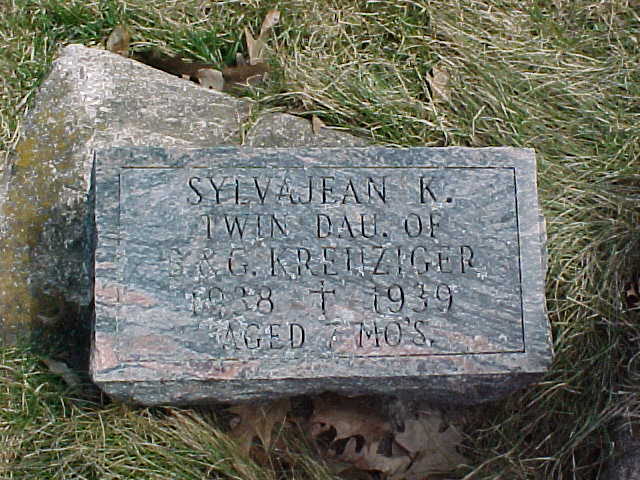 SYLVAJEAN K.
TWIN DAU. OF
& G. KREUZIGER
1938 † 1939
AGED 7 MO'S.